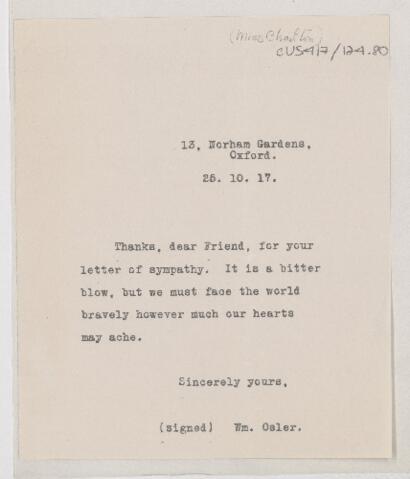 (Miss Charlton)
CUS417/124.80
13, Norham Gardens,
Oxford.
25. 10. 17.
Thanks, dear Friend, for your
letter of sympathy. It is a bitter
blow, but we must face the world
bravely however much our hearts
may ache.
Sincerely yours,
(signed) Wm. Osler.